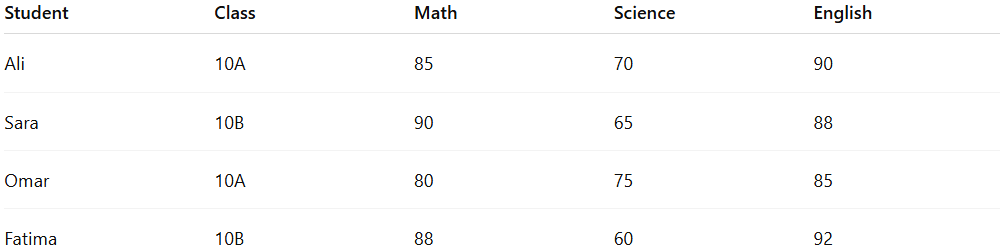 Student Class Math Science English
Ali 10A 85 70 90
Sara 10B 90 65 88
Omar 10A 80 75 85
Fatima 10B 88 60 92